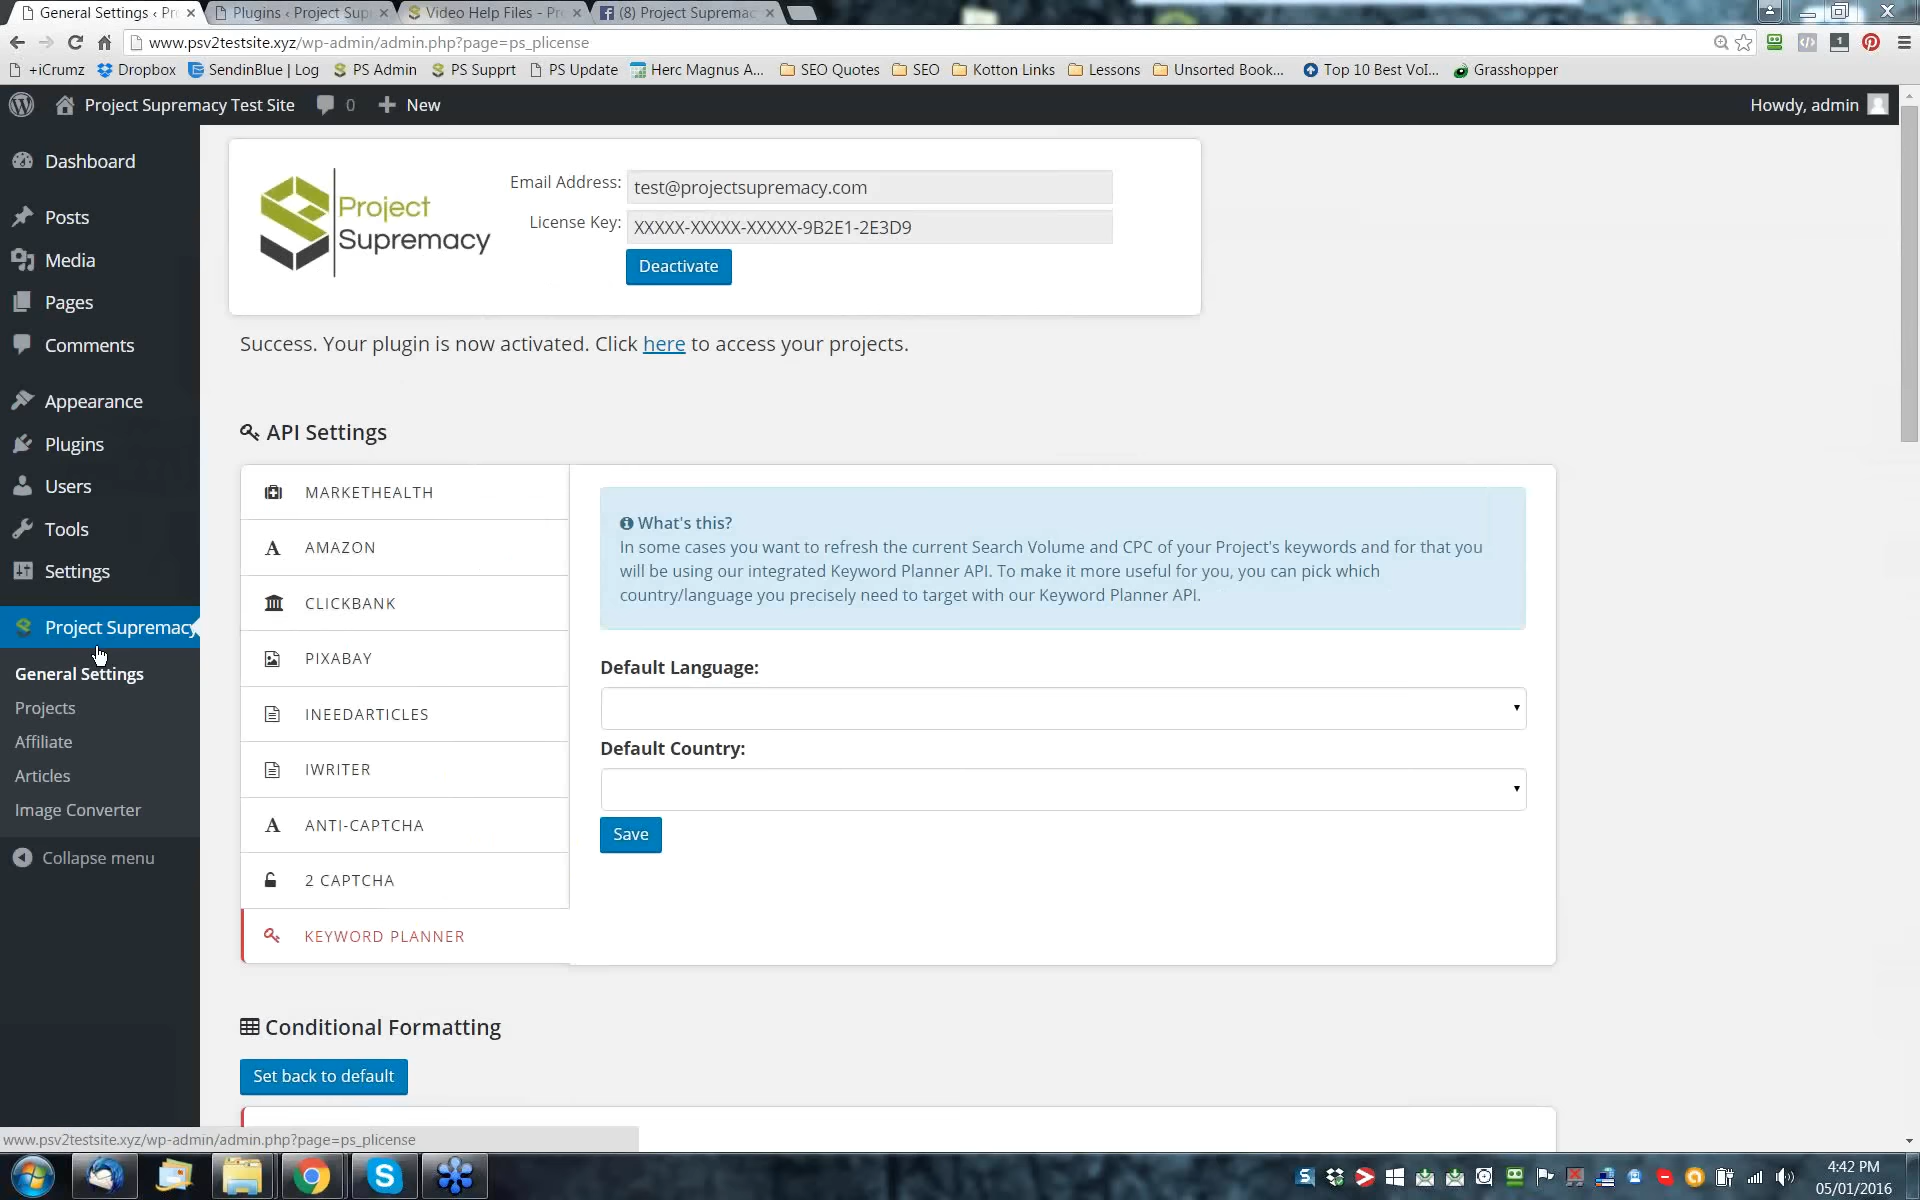 General Settings ‹ Pro
Plugins ‹ Project Sup
Video Help Files - Pro
(8) Project Supremac
www.psv2testsite.xyz/wp-admin/admin.php?page=ps_plicense
+iCrumz
Dropbox
SendinBlue | Log
PS Admin
PS Supprt
PS Update
Herc Magnus A...
SEO Quotes
SEO
Kotton Links
Lessons
Unsorted Book...
Top 10 Best VoI...
Grasshopper
Project Supremacy Test Site
0
New
Howdy, admin
Dashboard
Posts
Media
Pages
Comments
Appearance
Plugins
Users
Tools
Settings
Project Supremacy
General Settings
Projects
Affiliate
Articles
Image Converter
Collapse menu
Project
Supremacy
Email Address: test@projectsupremacy.com
License Key: XXXXX-XXXXX-XXXXX-9B2E1-2E3D9
Deactivate
Success. Your plugin is now activated. Click here to access your projects.
API Settings
MARKETHEALTH
AMAZON
CLICKBANK
PIXABAY
INEEDARTICLES
IWRITER
ANTI-CAPTCHA
2 CAPTCHA
KEYWORD PLANNER
What's this?
In some cases you want to refresh the current Search Volume and CPC of your Project's keywords and for that you
will be using our integrated Keyword Planner API. To make it more useful for you, you can pick which
country/language you precisely need to target with our Keyword Planner API.
Default Language:
Default Country:
Save
Conditional Formatting
Set back to default
www.psv2testsite.xyz/wp-admin/admin.php?page=ps_plicense
4:42 PM
05/01/2016